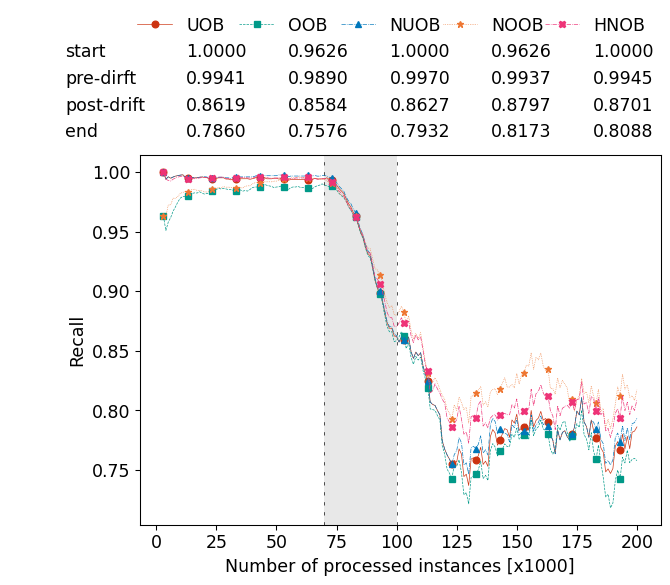 UOB OOB NUOB NOOB HNOB
start 1.0000 0.9626 1.0000 0.9626 1.0000
pre-dirft 0.9941 0.9890 0.9970 0.9937 0.9945
post-drift 0.8619 0.8584 0.8627 0.8797 0.8701
end 0.7860 0.7576 0.7932 0.8173 0.8088
1.00
0.95
0.90
0.85
0.80
0.75
Recall
0 25 50 75 100 125 150 175 200
Number of processed instances [x1000]